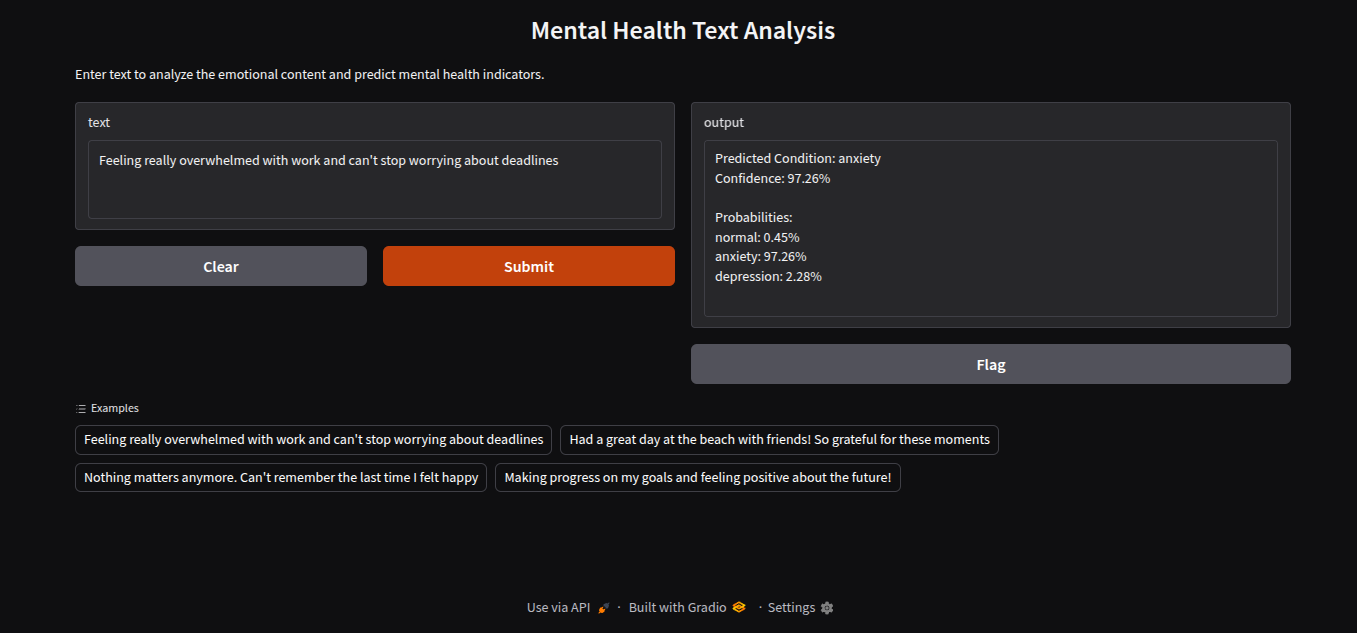 Mental Health Text Analysis
Enter text to analyze the emotional content and predict mental health indicators.
text
Feeling really overwhelmed with work and can't stop worrying about deadlines
Clear
Submit
output
Predicted Condition: anxiety
Confidence: 97.26%
Probabilities:
normal: 0.45%
anxiety: 97.26%
depression: 2.28%
Flag
Examples
Feeling really overwhelmed with work and can't stop worrying about deadlines
Had a great day at the beach with friends! So grateful for these moments
Nothing matters anymore. Can't remember the last time I felt happy
Making progress on my goals and feeling positive about the future!
Use via API · Built with Gradio · Settings